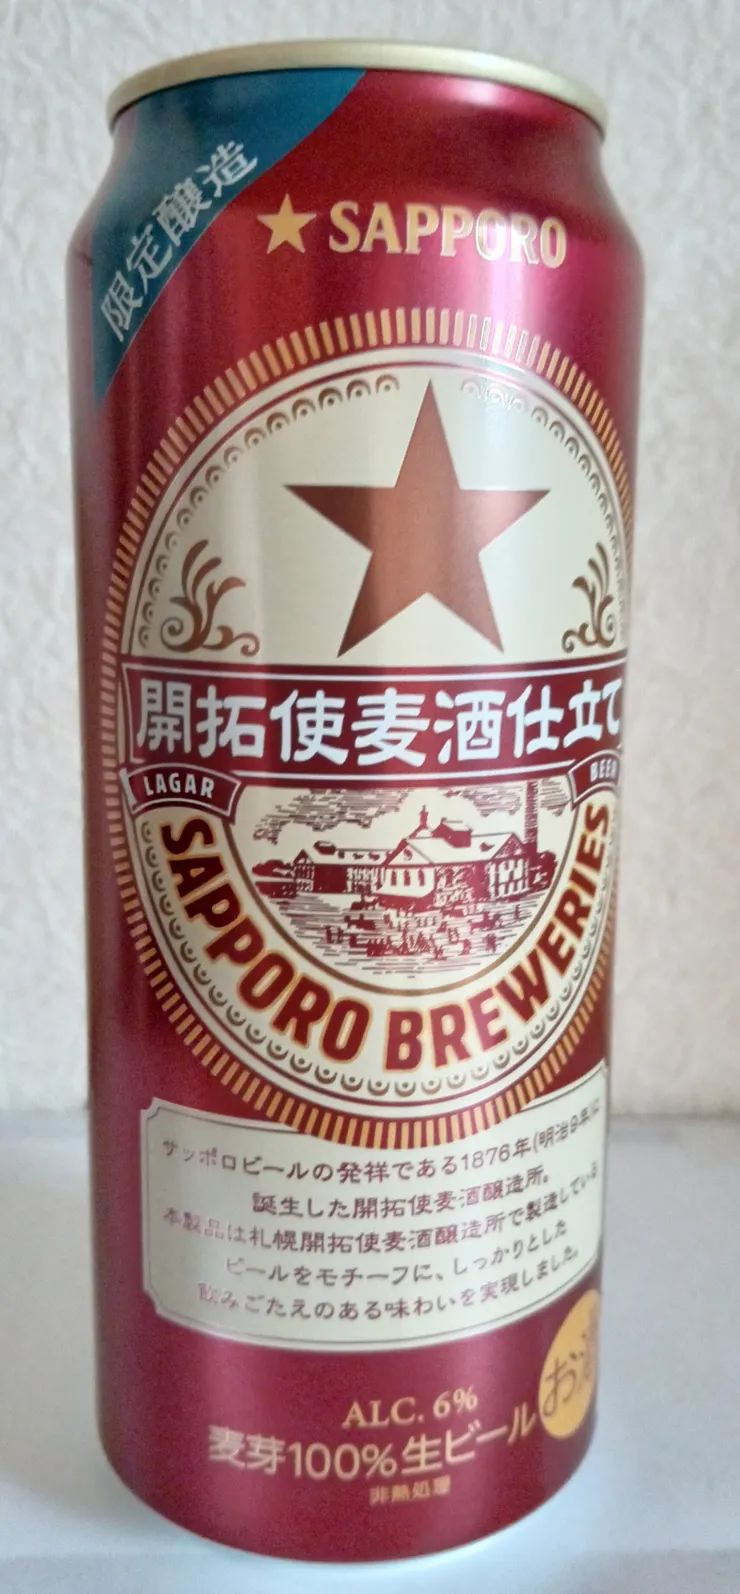 限定醸造
SAPPORO
開拓使麦酒仕立て
LAGAR
BEER
SAPPORO BREWERIES
サッポロビールの発祥である1876年(明治9年)に
誕生した開拓使麦酒醸造所。
本製品は札幌開拓使麦酒醸造所で製造している
ビールをモチーフに、しっかりとした
飲みごたえのある味わいを実現しました。
お酒
ALC. 6%
麦芽100%生ビール
非熱処理